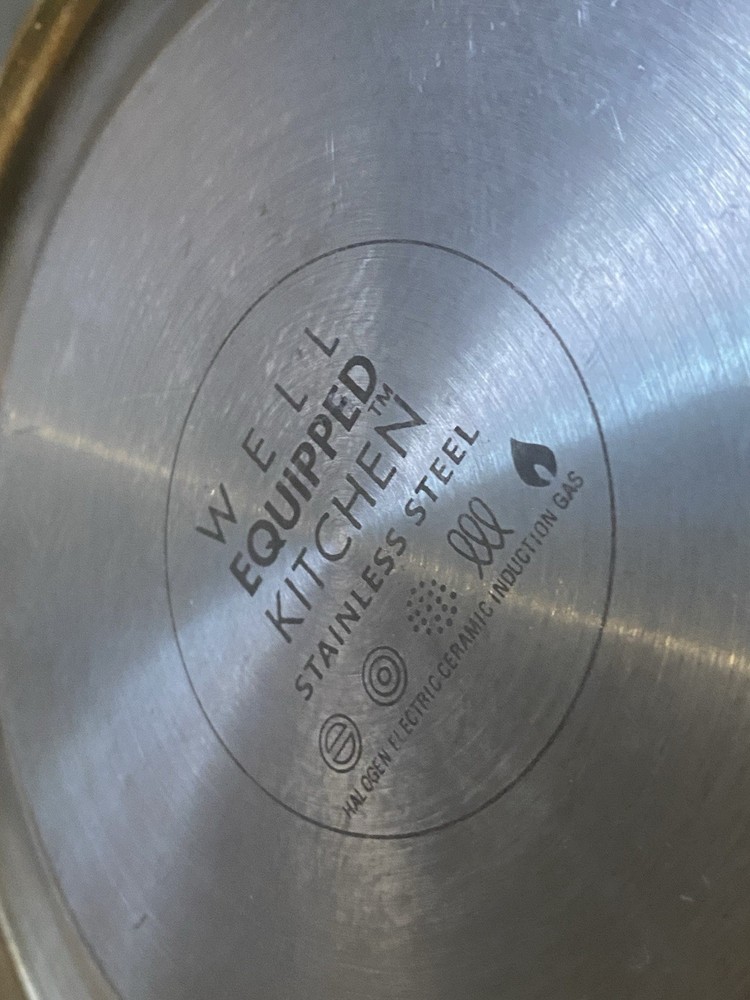 WELL
EQUIPPED
KITCHEN™
STAINLESS STEEL
HALOGEN ELECTRIC CERAMIC INDUCTION GAS